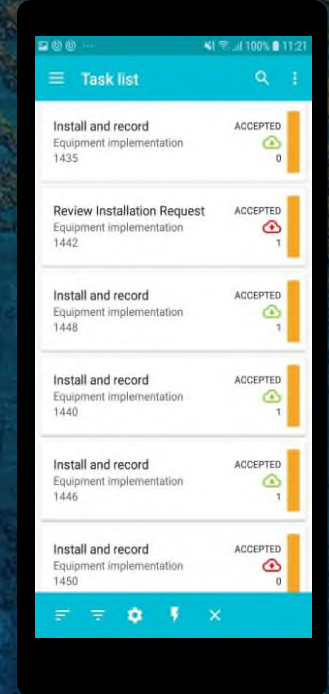 100% 11:21
Task list
Install and record ACCEPTED
Equipment implementation
1435 0
Review Installation Request ACCEPTED
Equipment implementation
1442 1
Install and record ACCEPTED
Equipment implementation
1448 1
Install and record ACCEPTED
Equipment implementation
1440 1
Install and record ACCEPTED
Equipment implementation
1446 1
Install and record ACCEPTED
Equipment implementation
1450 0